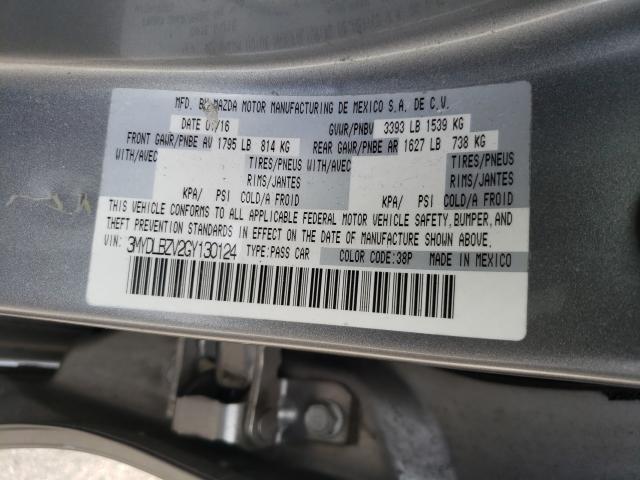 MFD. BY MAZDA MOTOR MANUFACTURING DE MEXICO S.A. DE C.V.
DATE 01/16 GVWR/PNBV 3393 LB 1539 KG
FRONT GAWR/PNBE AV 1795 LB 814 KG REAR GAWR/PNBE AR 1627 LB 738 KG
WITH/AVEC TIRES/PNEUS WITH/AVEC TIRES/PNEUS
RIMS/JANTES RIMS/JANTES
KPA/ PSI COLD/A FROID KPA/ PSI COLD/A FROID
THIS VEHICLE CONFORMS TO ALL APPLICABLE FEDERAL MOTOR VEHICLE SAFETY, BUMPER, AND
THEFT PREVENTION STANDARDS IN EFFECT ON THE DATE OF MANUFACTURE SHOWN ABOVE.
VIN: 3MYDLBZV2GY130124 TYPE:PASS CAR COLOR CODE:38P MADE IN MEXICO